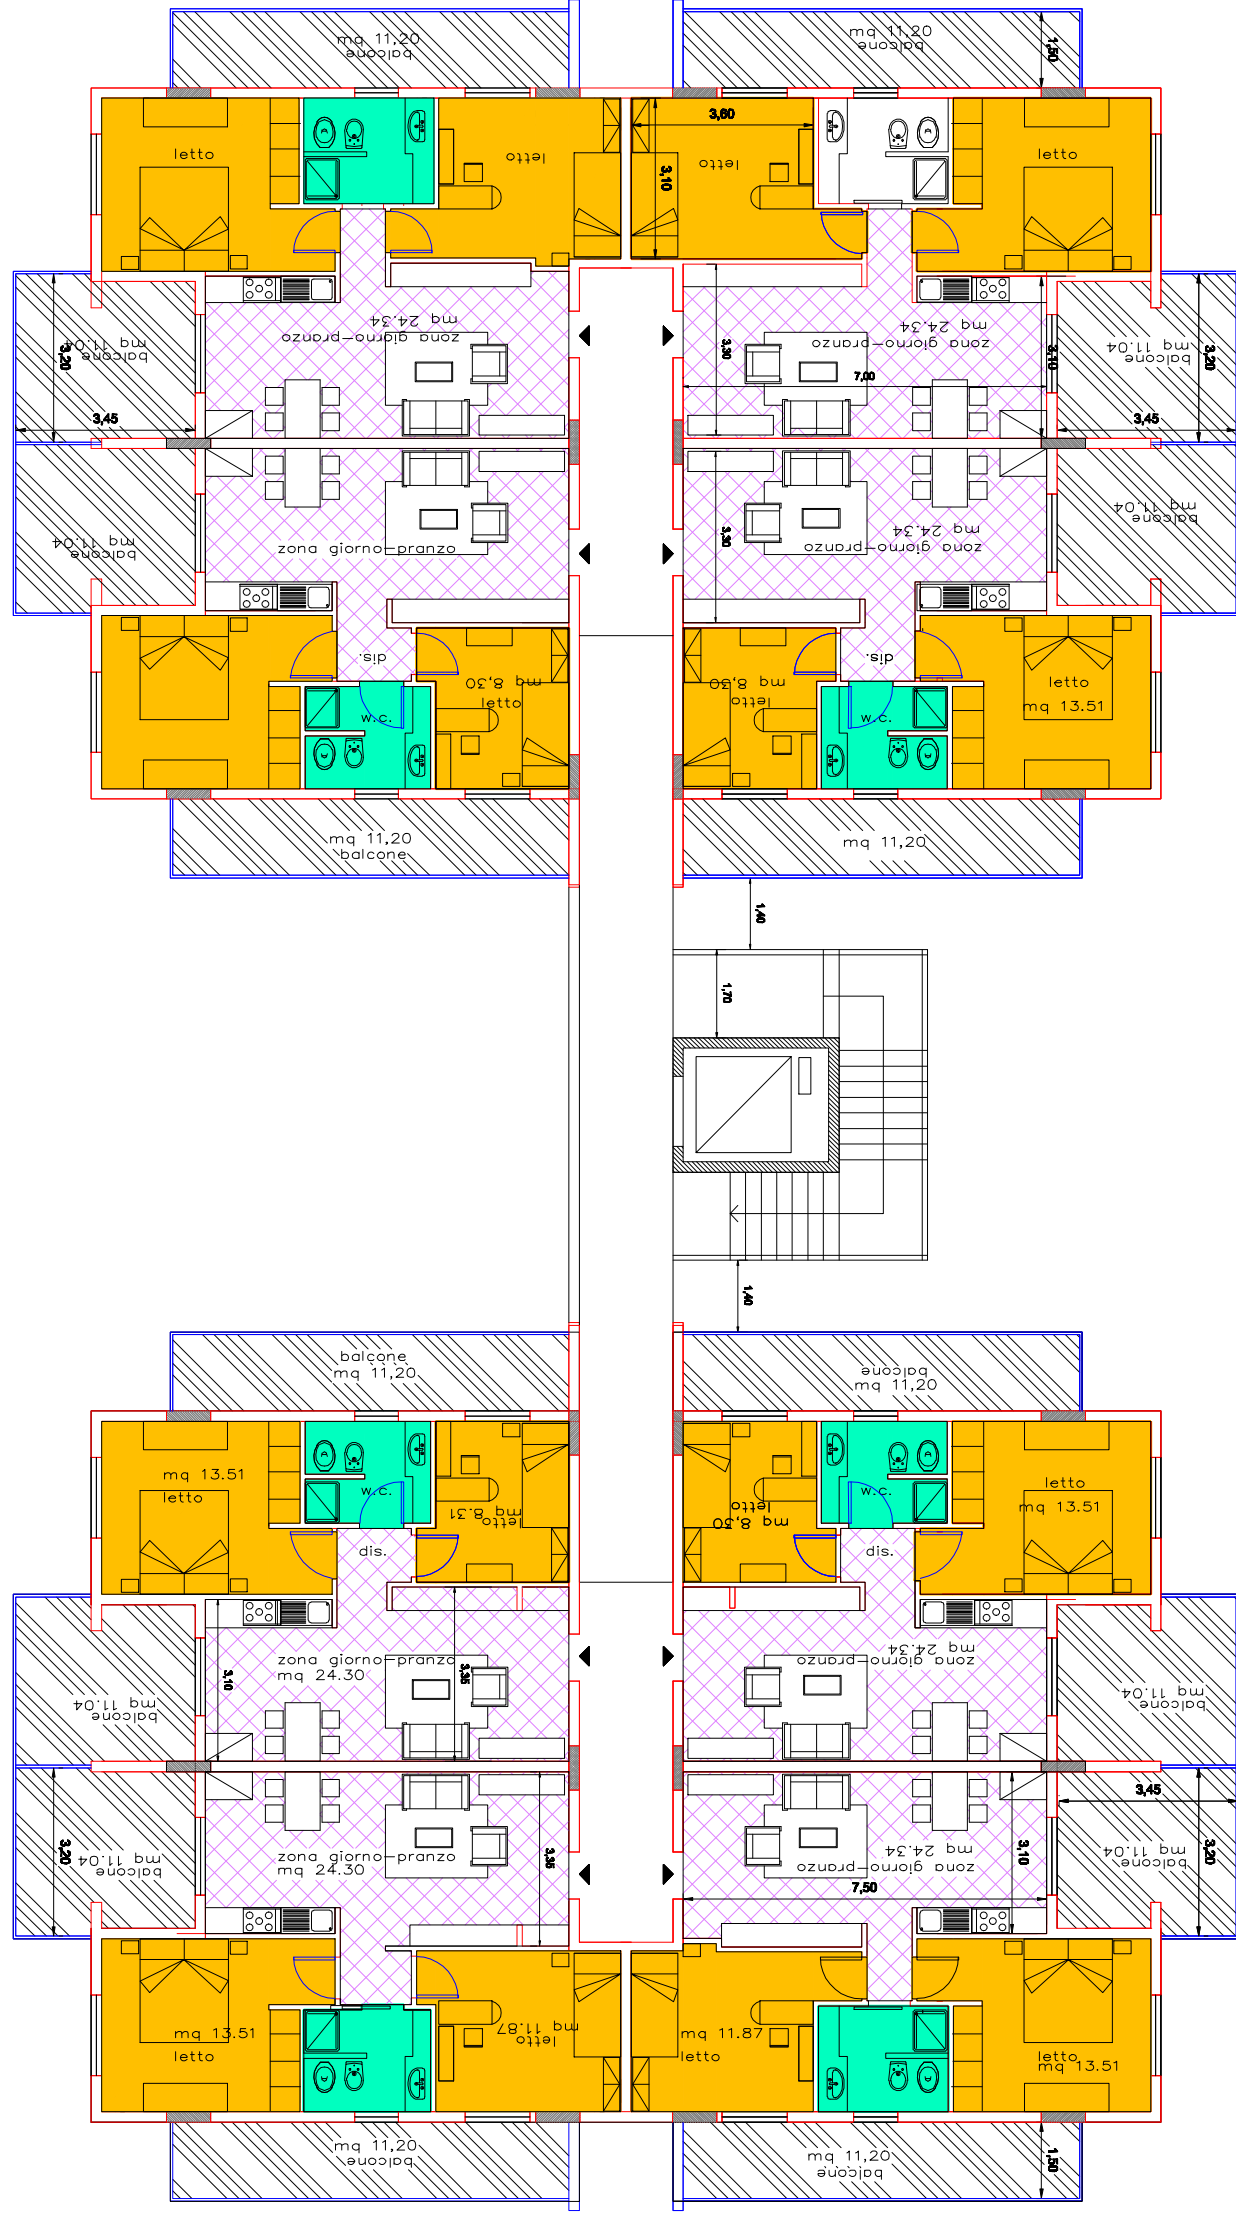 mq 11,20
balcone
mq 11,20
balcone
1,50
letto
letto
3,60
letto
3,10
letto
mq 24.34
zona giorno-pranzo
mq 24.34
zona giorno-pranzo
3,30
7,00
3,10
balcone
mq 11.04
3,20
3,45
balcone
mq 11.04
3,20
3,45
balcone
mq 11.04
zona giorno-pranzo
3,30
mq 24.34
zona giorno-pranzo
balcone
mq 11.04
dis.
mq 8,30
letto
w.c.
mq 8,30
letto
dis.
w.c.
letto
mq 13.51
mq 11,20
balcone
mq 11,20
1,40
1,70
1,40
balcone
mq 11,20
balcone
mq 11,20
mq 13.51
letto
w.c.
mq 8.31
letto
dis.
letto
mq 8,30
w.c.
dis.
letto
mq 13.51
zona giorno-pranzo
mq 24.30
3,10
3,35
mq 24.34
zona giorno-pranzo
balcone
mq 11.04
balcone
mq 11.04
zona giorno-pranzo
mq 24.30
3,35
mq 24.34
zona giorno-pranzo
7,50
3,10
balcone
mq 11.04
3,20
3,45
balcone
mq 11.04
3,20
mq 13.51
letto
mq 11.87
letto
mq 11.87
letto
letto
mq 13.51
mq 11,20
balcone
mq 11,20
balcone
1,50